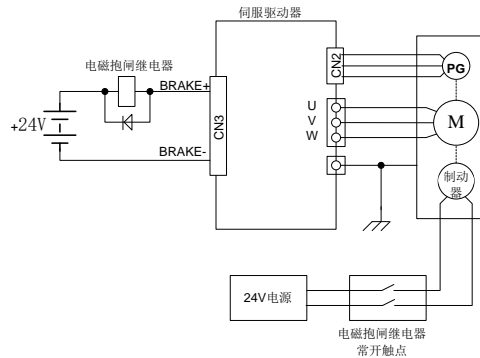 伺服驱动器
电磁抱闸继电器
BRAKE+
+24V
BRAKE-
CN3
CN2
PG
U
V
W
M
制动
器
24V电源
电磁抱闸继电器
常开触点